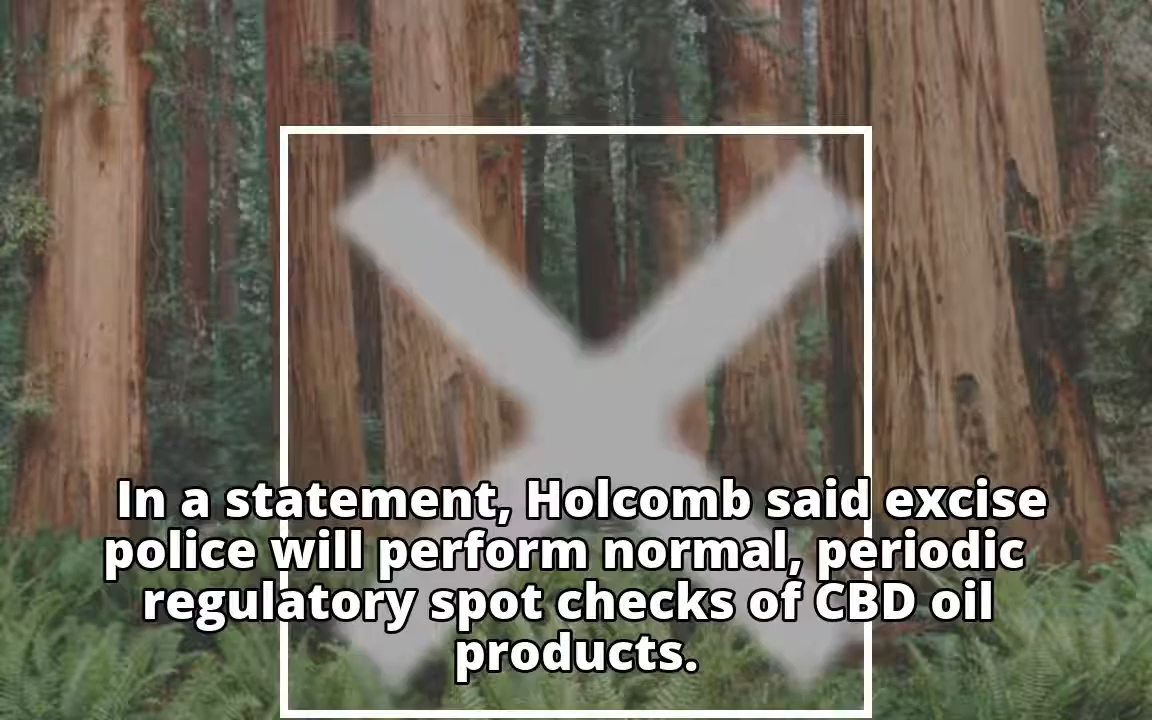 In a statement, Holcomb said excise
police will perform normal, periodic
regulatory spot checks of CBD oil
products.